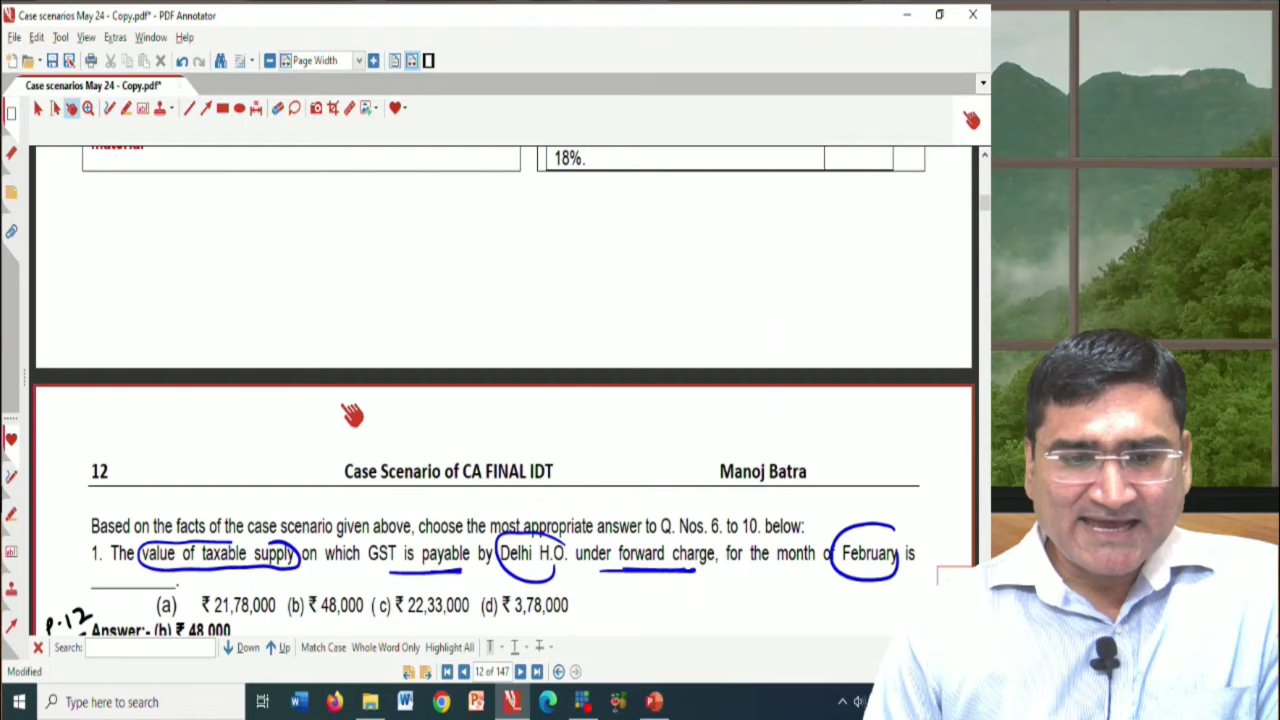 Case scenarios May 24 - Copy.pdf* - PDF Annotator
File Edit Tool View Extras Window Help
Page Width
Case scenarios May 24 - Copy.pdf*
material
18%.
12 Case Scenario of CA FINAL IDT Manoj Batra
Based on the facts of the case scenario given above, choose the most appropriate answer to Q. Nos. 6. to 10. below:
1. The value of taxable supply on which GST is payable by Delhi H.O. under forward charge, for the month of February is
__________.
(a) ₹ 21,78,000 (b) ₹ 48,000 ( c) ₹ 22,33,000 (d) ₹ 3,78,000
P.12
Answer:- (b) ₹ 48,000
Search: Down Up Match Case Whole Word Only Highlight All
Modified 12 of 147
Type here to search